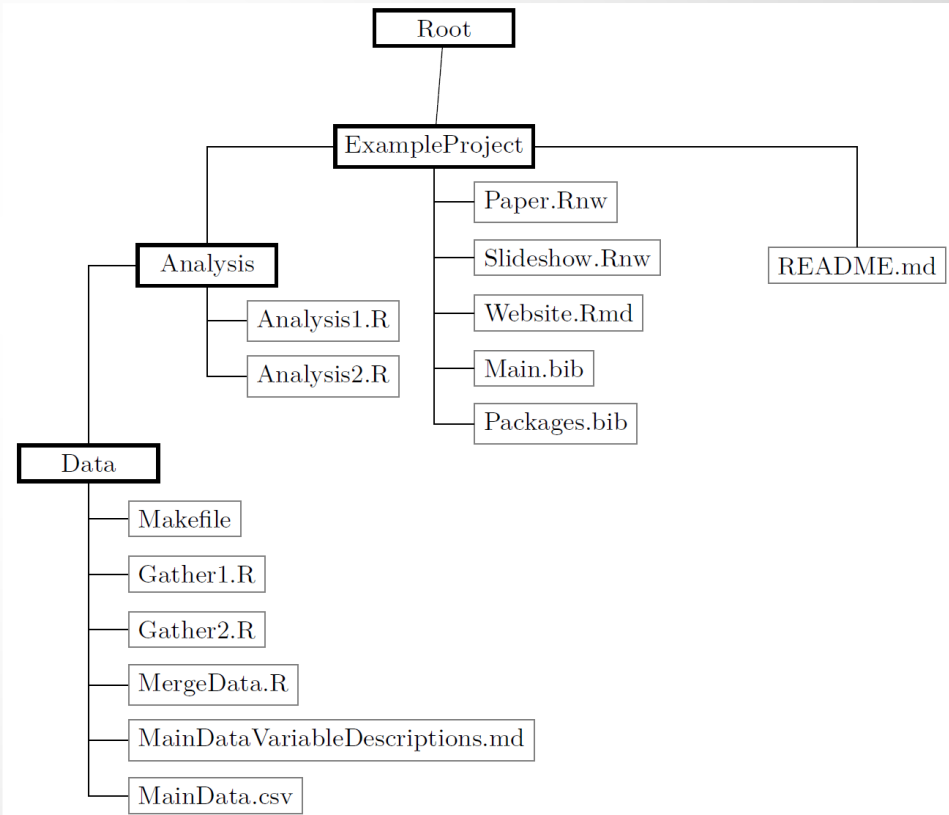 Root
ExampleProject
Paper.Rnw
Slideshow.Rnw
README.md
Analysis
Website.Rmd
Analysis1.R
Main.bib
Analysis2.R
Packages.bib
Data
Makefile
Gather1.R
Gather2.R
MergeData.R
MainDataVariableDescriptions.md
MainData.csv